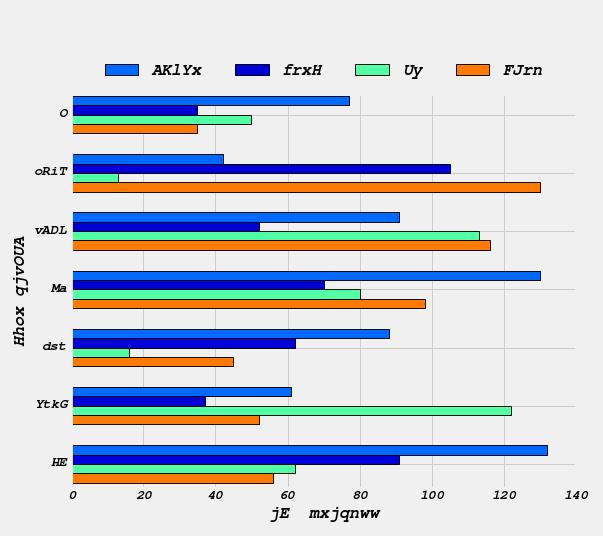 AKlYx frxH Uy FJrn
O
oRiT
vADL
Ma
dst
YtkG
HE
Hhox qjvOUA
0 20 40 60 80 100 120 140
jE mxjqnww